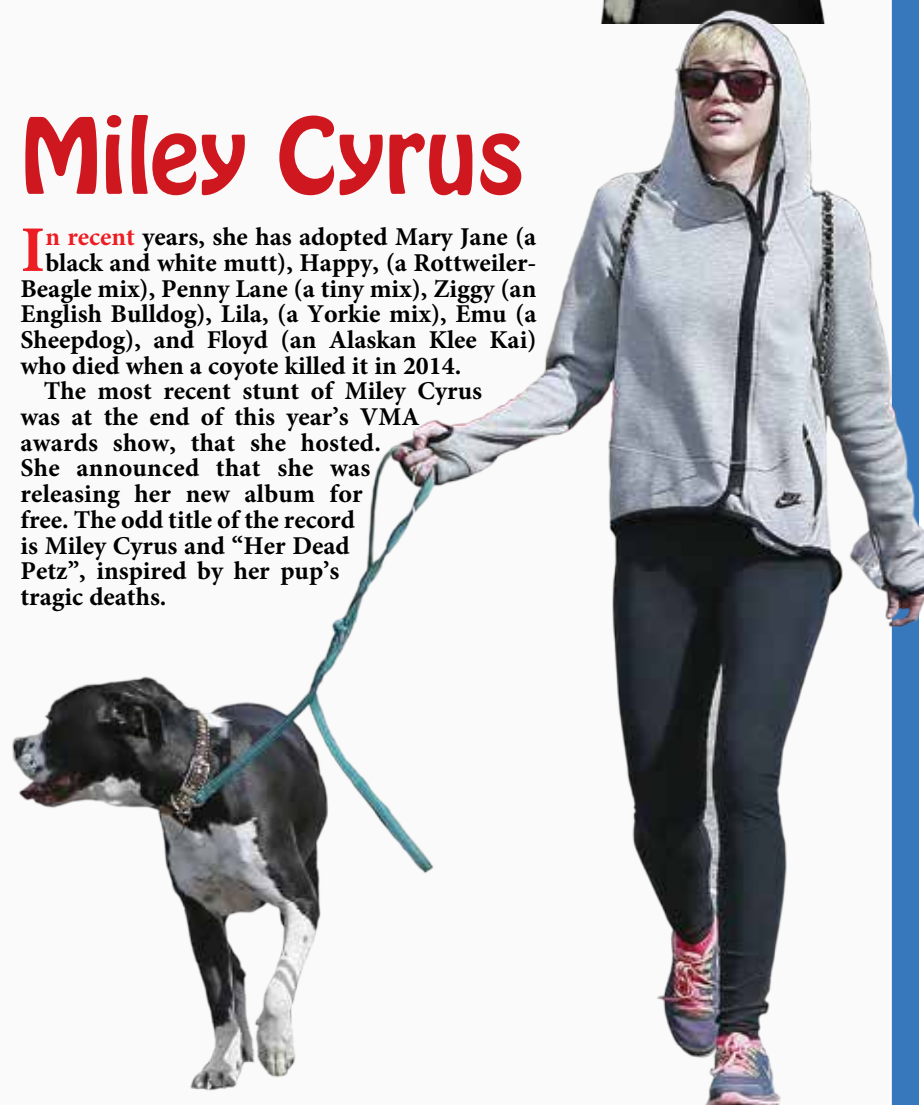 Miley Cyrus
In recent years, she has adopted Mary Jane (a
black and white mutt), Happy, (a Rottweiler-
Beagle mix), Penny Lane (a tiny mix), Ziggy (an
English Bulldog), Lila, (a Yorkie mix), Emu (a
Sheepdog), and Floyd (an Alaskan Klee Kai)
who died when a coyote killed it in 2014.
The most recent stunt of Miley Cyrus
was at the end of this year's VMA
awards show, that she hosted.
She announced that she was
releasing her new album for
free. The odd title of the record
is Miley Cyrus and “Her Dead
Petz”, inspired by her pup's
tragic deaths.
NIKE